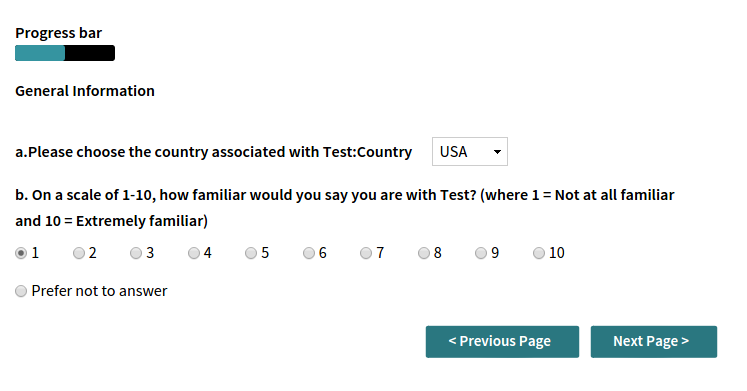 Progress bar
General Information
a.Please choose the country associated with Test:Country USA
b. On a scale of 1-10, how familiar would you say you are with Test? (where 1 = Not at all familiar
and 10 = Extremely familiar)
1 2 3 4 5 6 7 8 9 10
Prefer not to answer
< Previous Page Next Page >